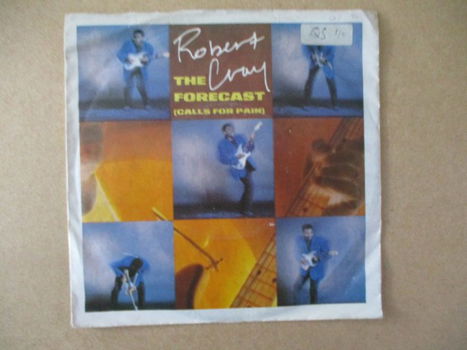 Robert
Cray
THE
FORECAST
(CALLS FOR PAIN)